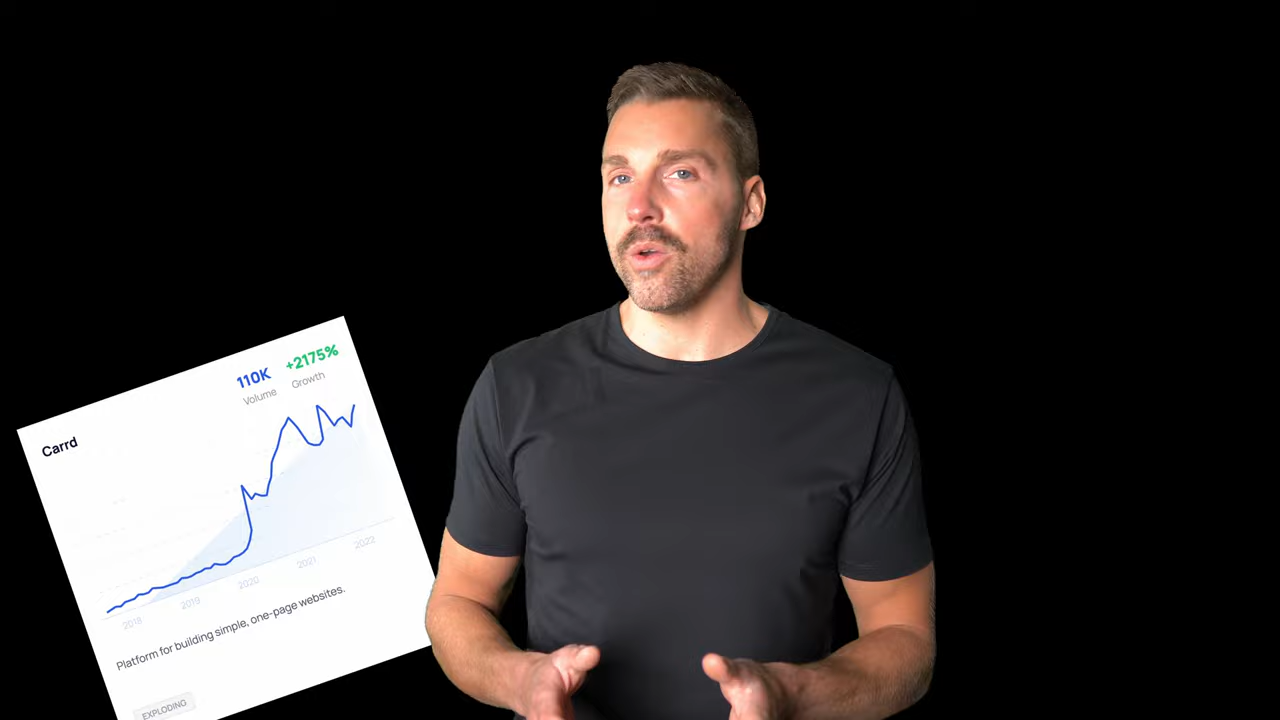 110K +2175%
Volume Growth
Carrd
2018 2019 2020 2021 2022
Platform for building simple, one-page websites.
EXPLODING